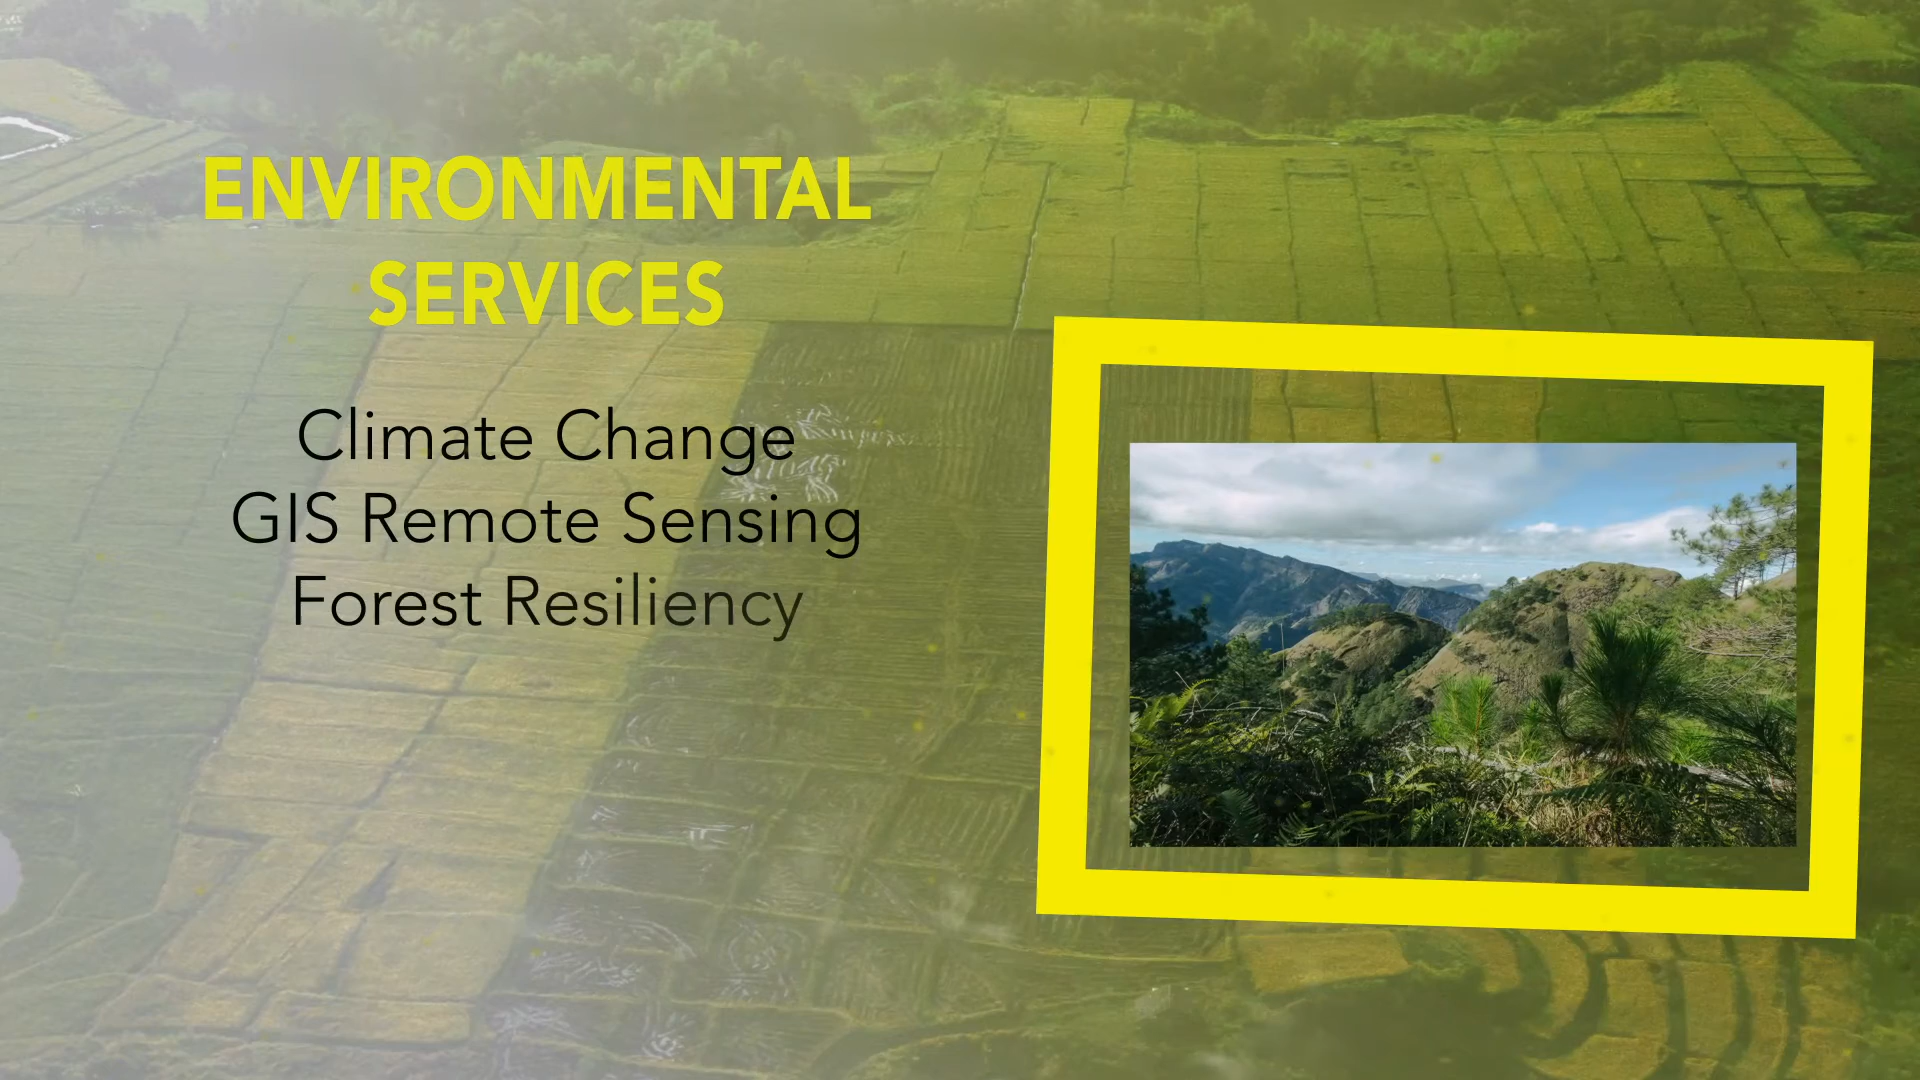 ENVIRONMENTAL
SERVICES
Climate Change
GIS Remote Sensing
Forest Resiliency